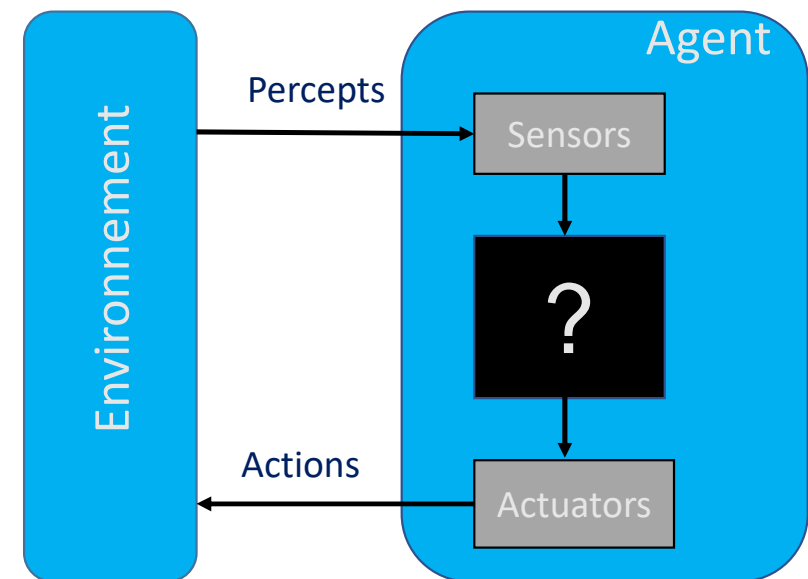 Agent
Percepts
Sensors
Environnement
?
Actions
Actuators